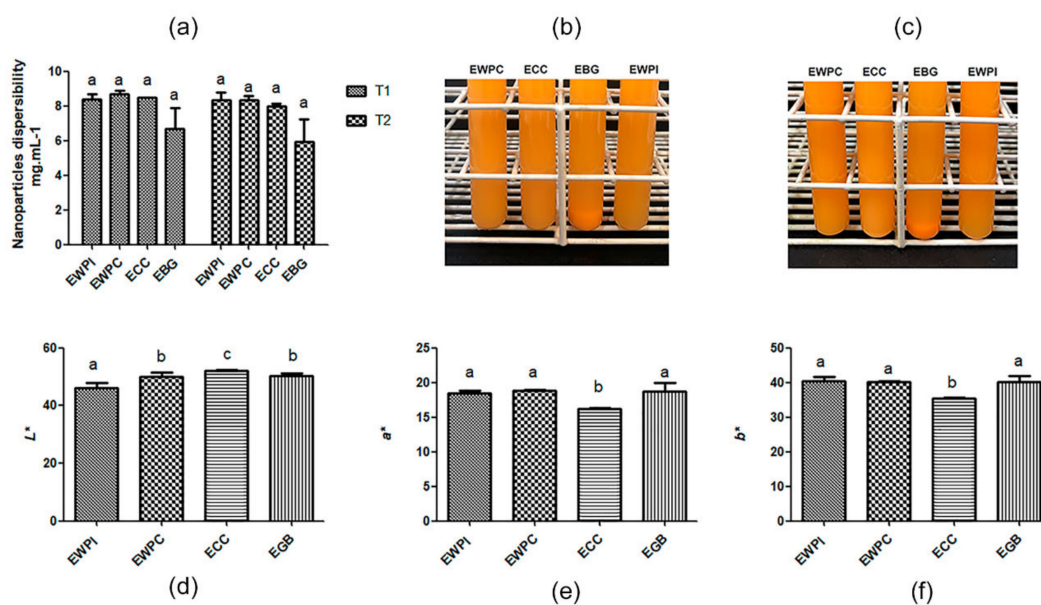 (a)
Nanoparticles dispersibility
mg.mL-1
10
8
6
4
2
0
a a a a a a a a
T1
T2
EWPI EWPC ECC EBG EWPI EWPC ECC EBG
(b)
EWPC ECC EBG EWPI
(c)
EWPC ECC EBG EWPI
L*
60
40
20
0
a b c b
EWPI EWPC ECC EGB
(d)
a*
25
20
15
10
5
0
a a b a
EWPI EWPC ECC EGB
(e)
b*
50
40
30
20
10
0
a a b a
EWPI EWPC ECC EGB
(f)